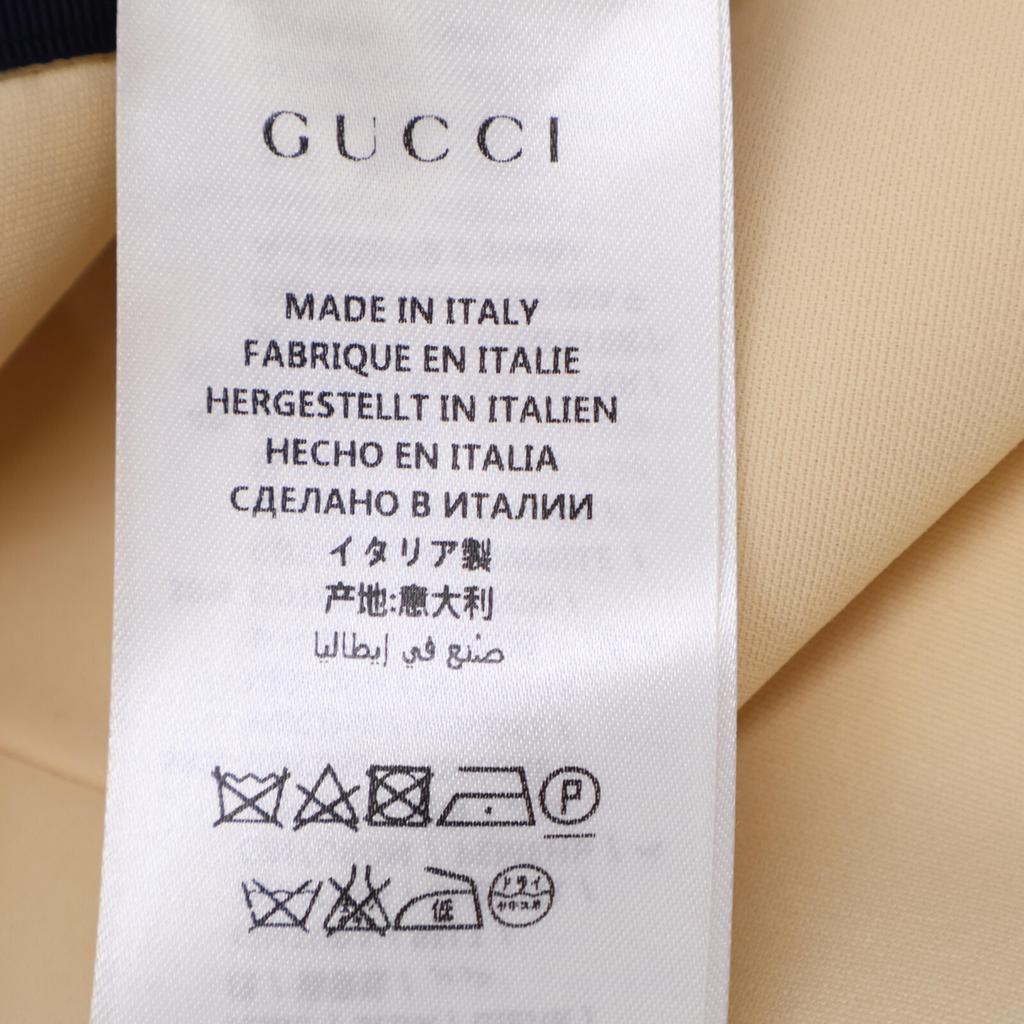 GUCCI
MADE IN ITALY
FABRIQUE EN ITALIE
HERGESTELLT IN ITALIEN
HECHO EN ITALIA
СДЕЛАНО В ИТАЛИИ
イタリア製
产地:意大利
صنع في إيطاليا
P
低
ドライ